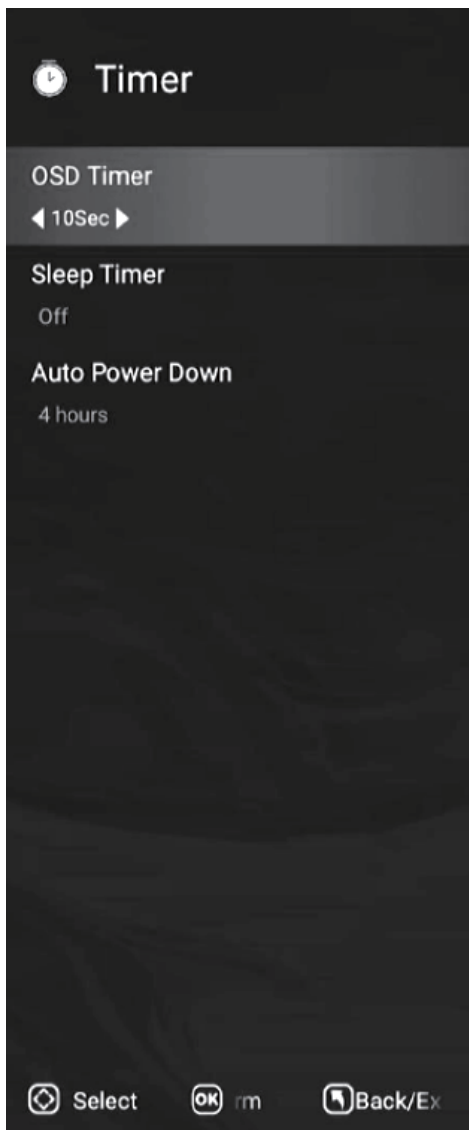 Timer
OSD Timer
10Sec
Sleep Timer
Off
Auto Power Down
4 hours
Select OK rm Back/Ex